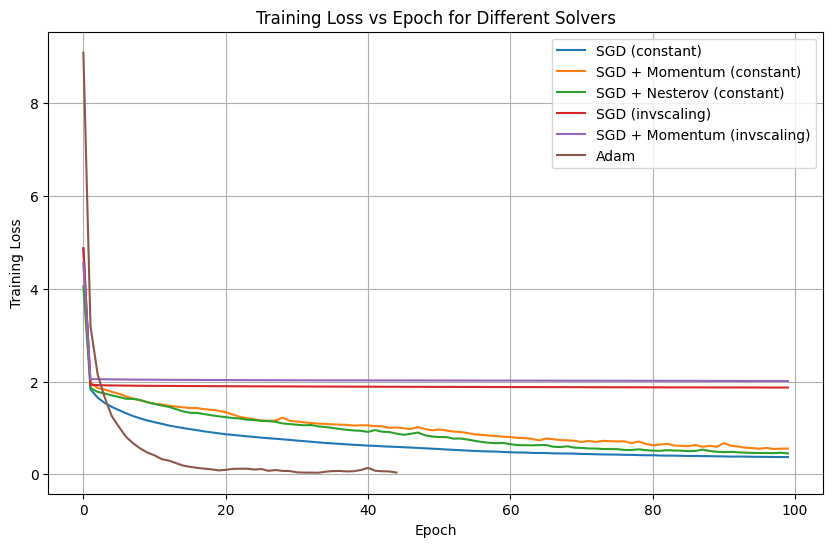 Training Loss vs Epoch for Different Solvers
SGD (constant)
SGD + Momentum (constant)
SGD + Nesterov (constant)
SGD (invscaling)
SGD + Momentum (invscaling)
Adam
Training Loss
8
6
4
2
0
0 20 40 60 80 100
Epoch